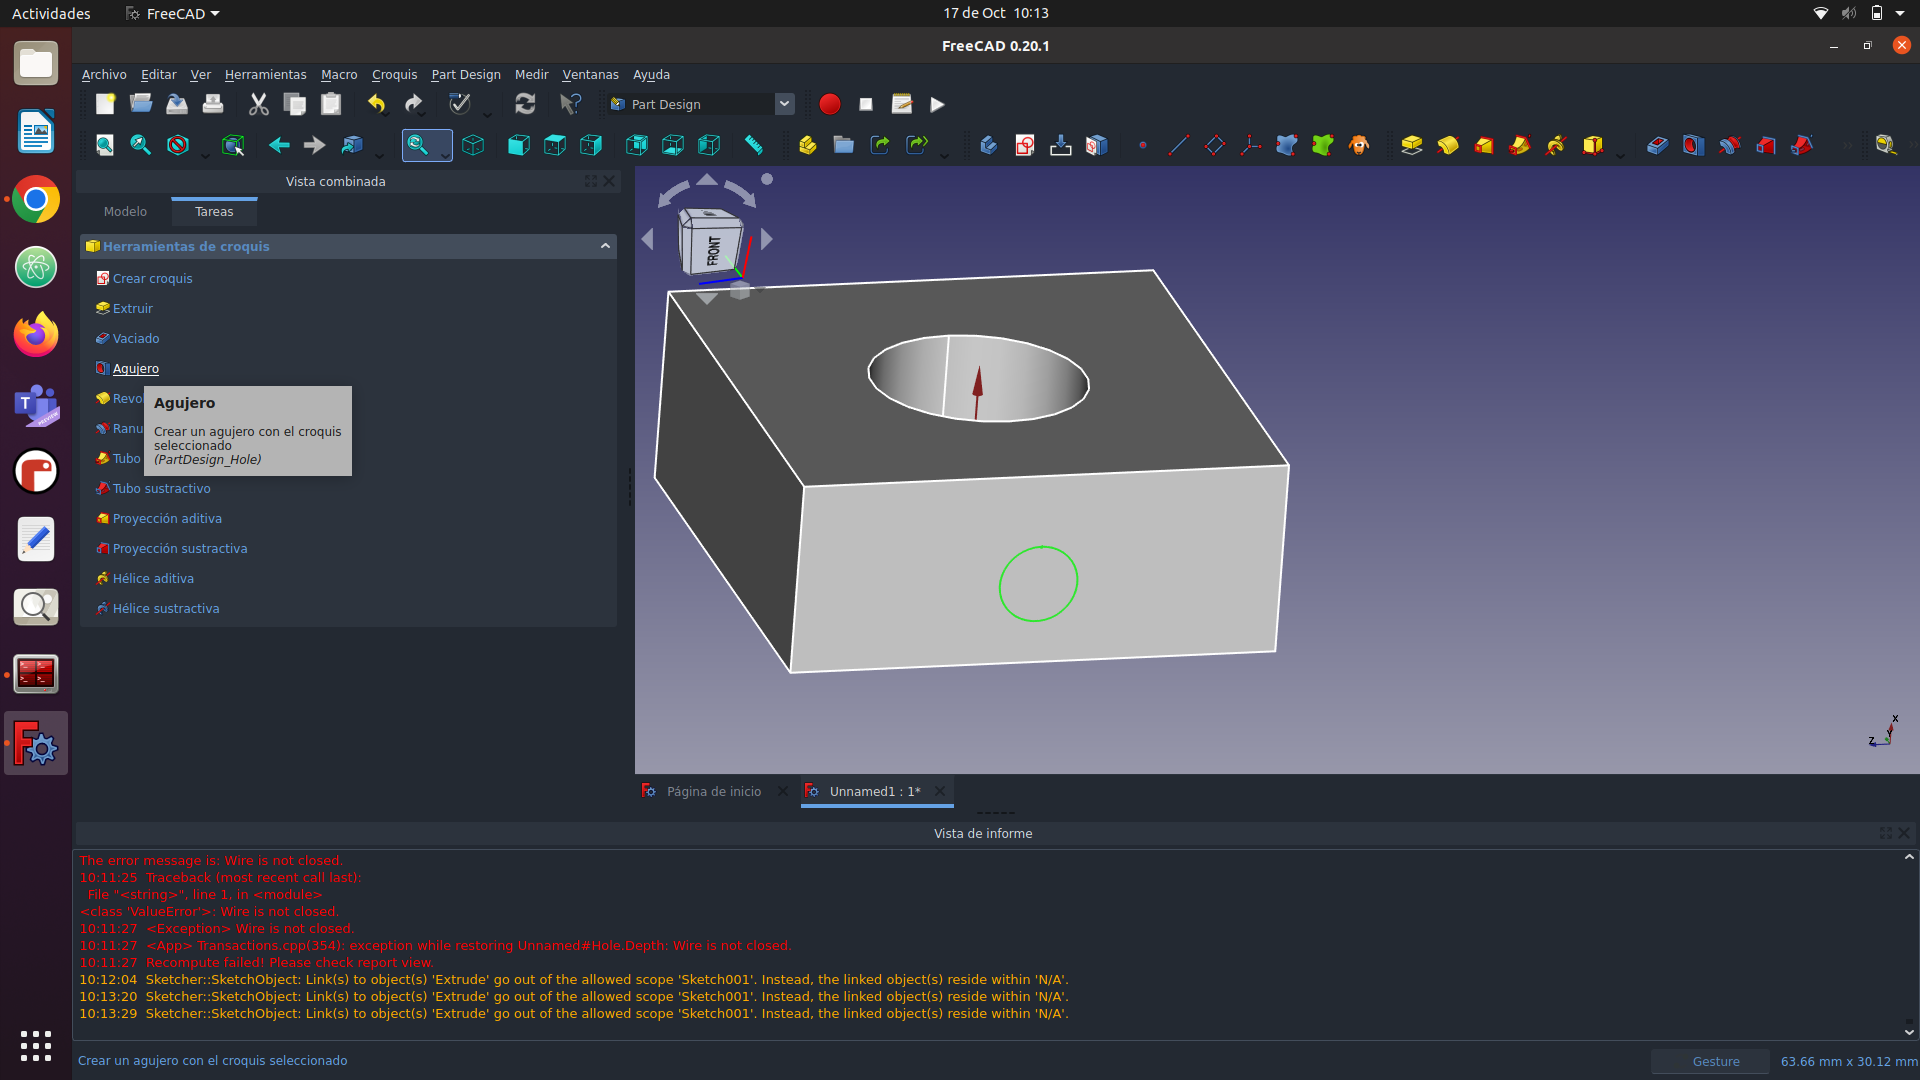 Actividades
FreeCAD
17 de Oct 10:13
FreeCAD 0.20.1
Archivo Editar Ver Herramientas Macro Croquis Part Design Medir Ventanas Ayuda
Part Design
Vista combinada
Modelo Tareas
Herramientas de croquis
Crear croquis
Extruir
Vaciado
Agujero
Revo
Ranu
Tubo
Agujero
Crear un agujero con el croquis
seleccionado
(PartDesign_Hole)
Tubo sustractivo
Proyección aditiva
Proyección sustractiva
Hélice aditiva
Hélice sustractiva
FRONT
X
Y
Z
Página de inicio
Unnamed1 : 1*
Vista de informe
The error message is: Wire is not closed.
10:11:25 Traceback (most recent call last):
File "<string>", line 1, in <module>
<class 'ValueError'>: Wire is not closed.
10:11:27 <Exception> Wire is not closed.
10:11:27 <App> Transactions.cpp(354): exception while restoring Unnamed#Hole.Depth: Wire is not closed.
10:11:27 Recompute failed! Please check report view.
10:12:04 Sketcher::SketchObject: Link(s) to object(s) 'Extrude' go out of the allowed scope 'Sketch001'. Instead, the linked object(s) reside within 'N/A'.
10:13:20 Sketcher::SketchObject: Link(s) to object(s) 'Extrude' go out of the allowed scope 'Sketch001'. Instead, the linked object(s) reside within 'N/A'.
10:13:29 Sketcher::SketchObject: Link(s) to object(s) 'Extrude' go out of the allowed scope 'Sketch001'. Instead, the linked object(s) reside within 'N/A'.
Crear un agujero con el croquis seleccionado
Gesture
63.66 mm x 30.12 mm